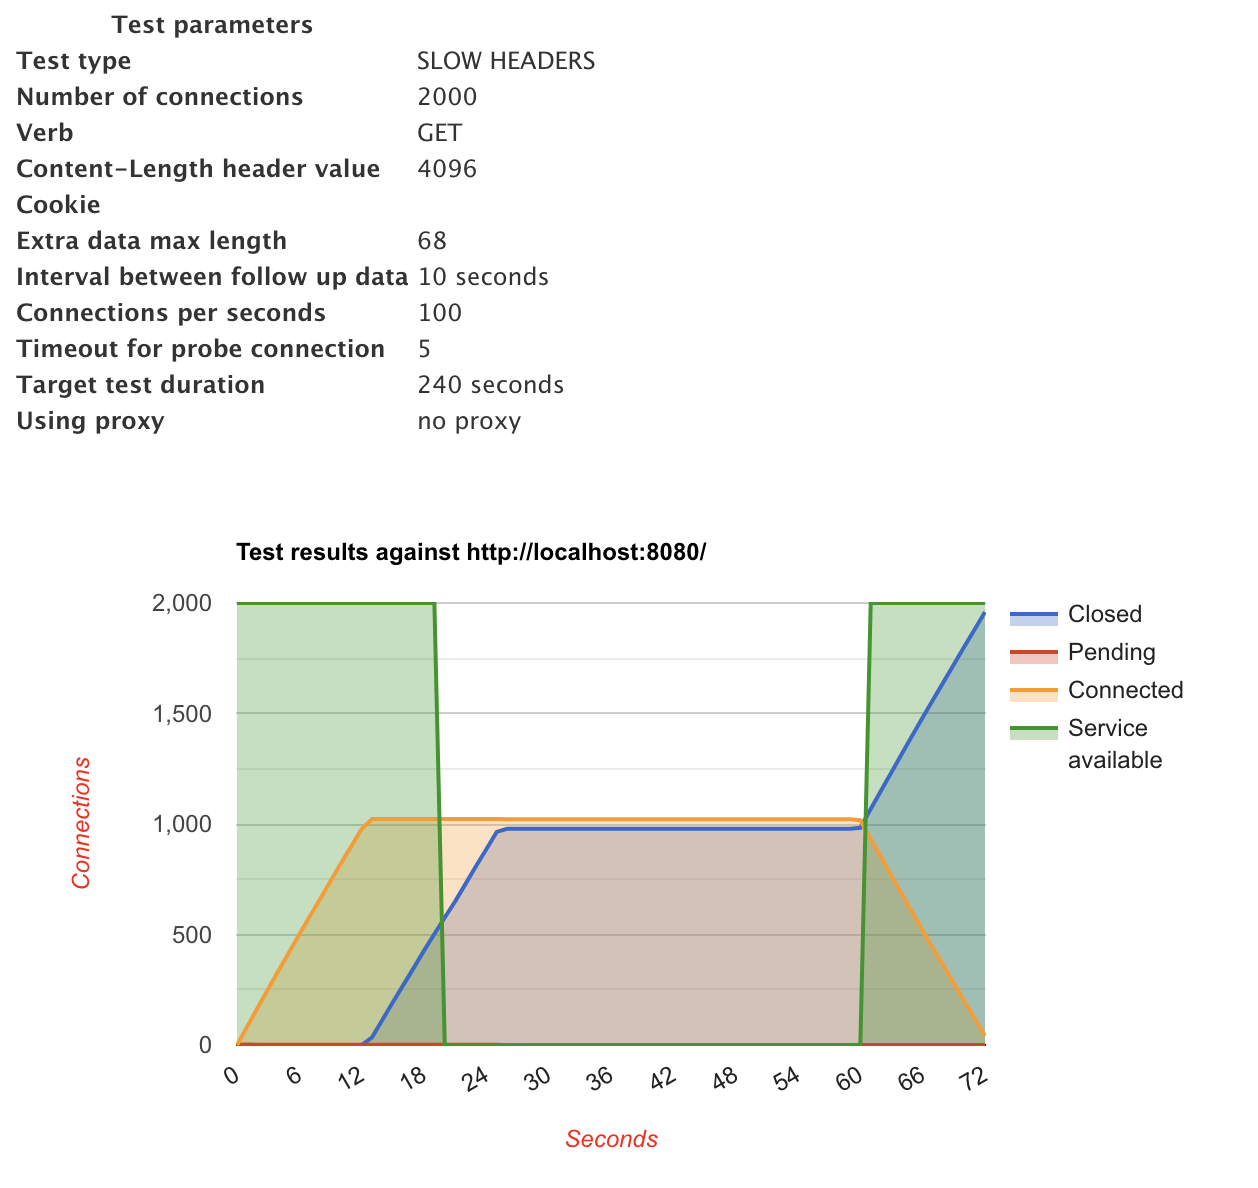 Test parameters
Test type SLOW HEADERS
Number of connections 2000
Verb GET
Content-Length header value 4096
Cookie
Extra data max length 68
Interval between follow up data 10 seconds
Connections per seconds 100
Timeout for probe connection 5
Target test duration 240 seconds
Using proxy no proxy
Test results against http://localhost:8080/
2,000
1,500
1,000
500
0
Connections
0 6 12 18 24 30 36 42 48 54 60 66 72
Seconds
Closed
Pending
Connected
Service
available